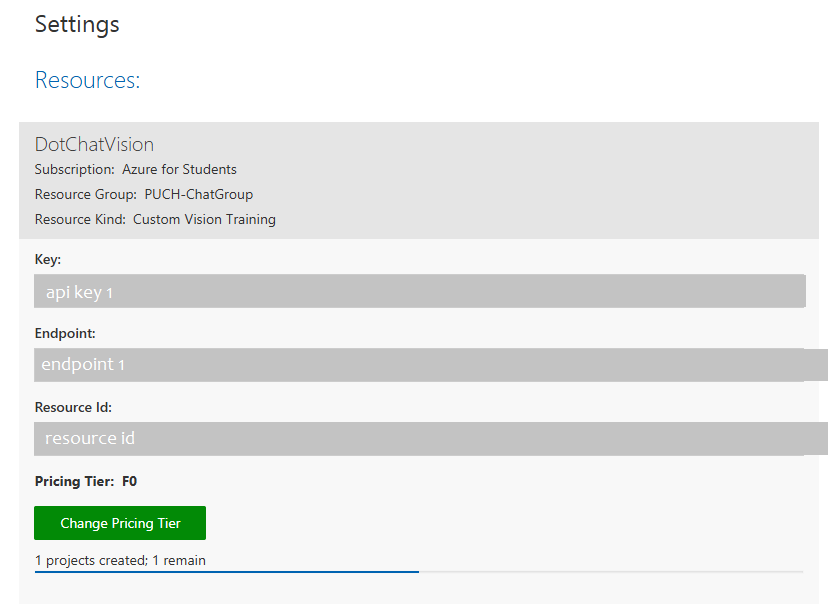 Settings
Resources:
DotChatVision
Subscription: Azure for Students
Resource Group: PUCH-ChatGroup
Resource Kind: Custom Vision Training
Key:
api key 1
Endpoint:
endpoint 1
Resource Id:
resource id
Pricing Tier: F0
Change Pricing Tier
1 projects created; 1 remain